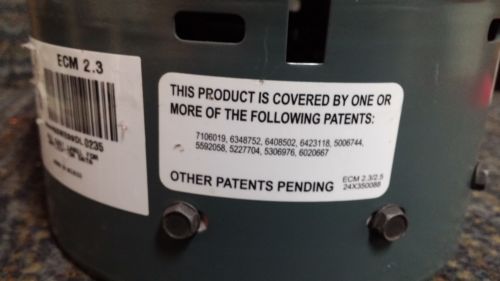 ECM 2.3
THIS PRODUCT IS COVERED BY ONE OR
MORE OF THE FOLLOWING PATENTS:
7106019, 6348752, 6408502, 6423118, 5006744,
5592058, 5227704, 5306976, 6020667
OTHER PATENTS PENDING
ECM 2.3/2.5
24X350088